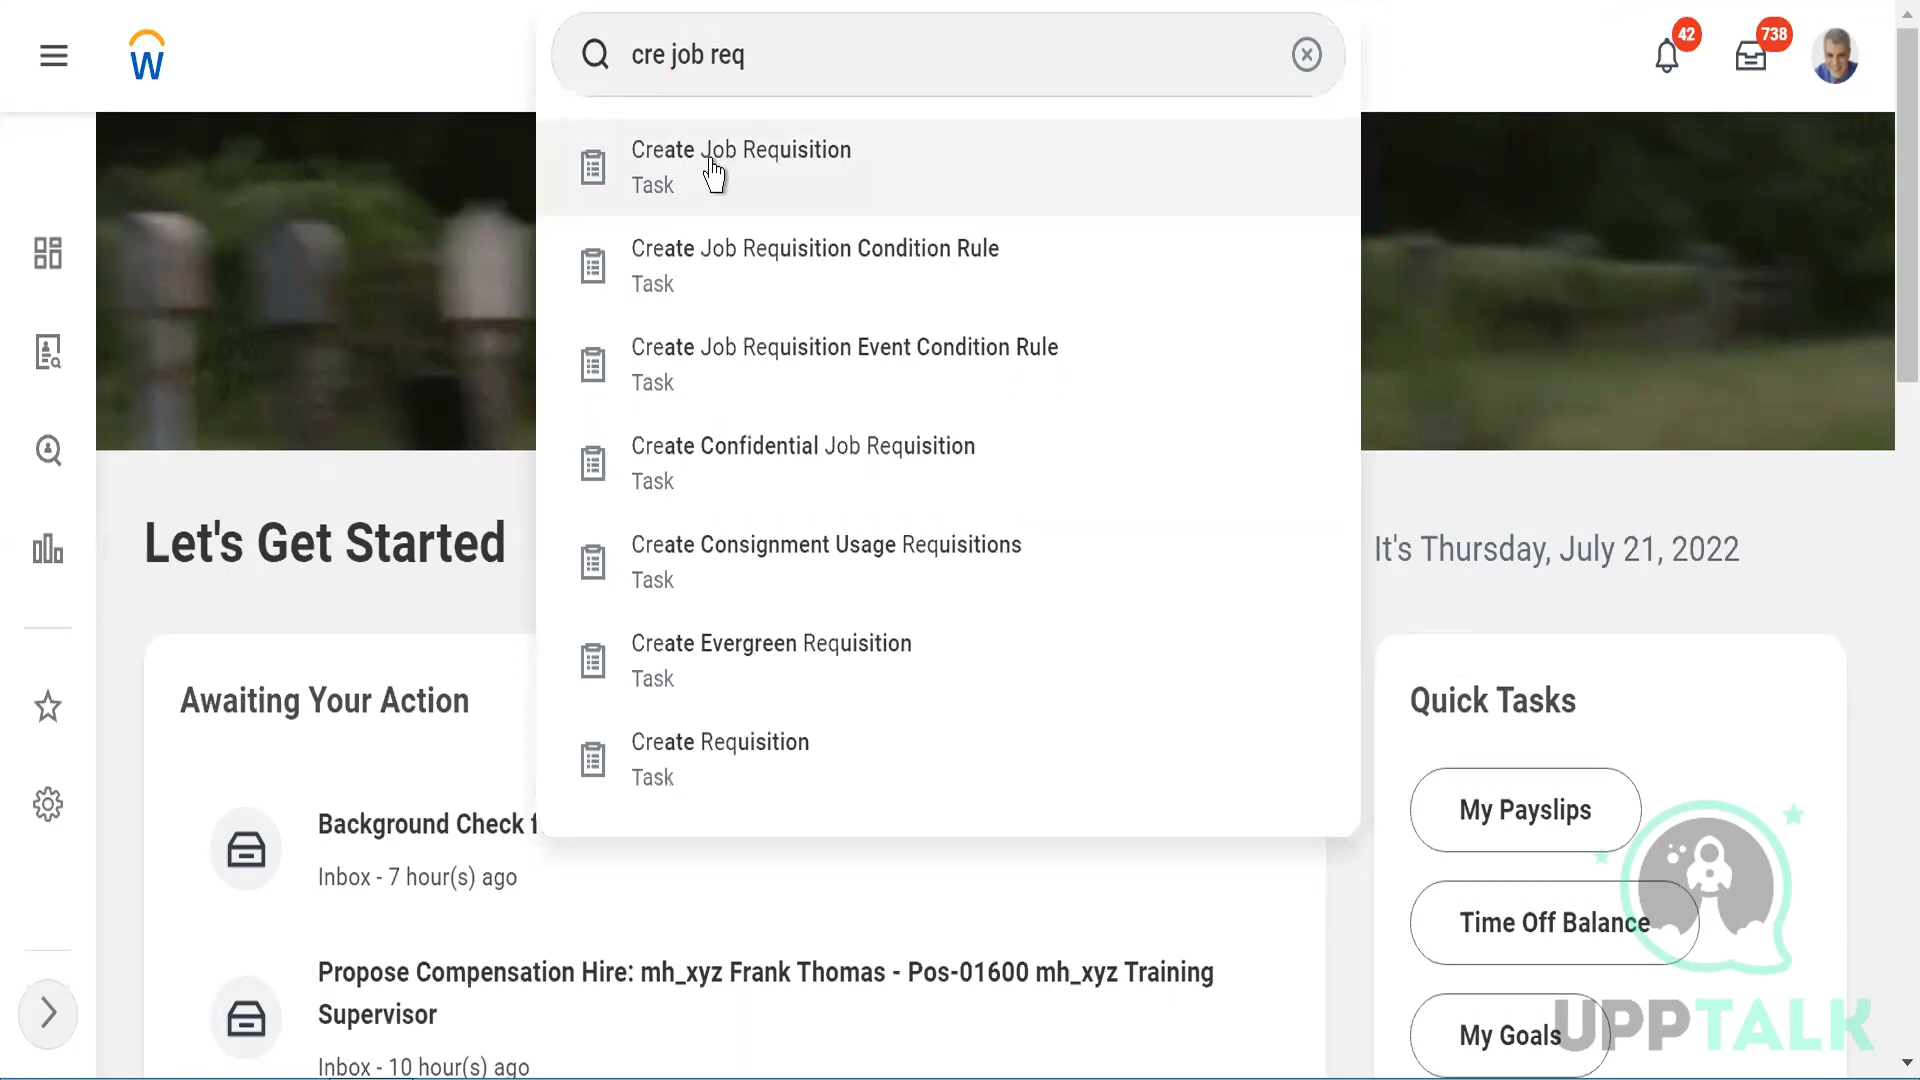 W
cre job req
42
738
Create Job Requisition
Task
Create Job Requisition Condition Rule
Task
Create Job Requisition Event Condition Rule
Task
Create Confidential Job Requisition
Task
Create Consignment Usage Requisitions
Task
Create Evergreen Requisition
Task
Create Requisition
Task
Let's Get Started
It's Thursday, July 21, 2022
Awaiting Your Action
Background Check
Inbox - 7 hour(s) ago
Propose Compensation Hire: mh_xyz Frank Thomas - Pos-01600 mh_xyz Training
Supervisor
Inbox - 10 hour(s) ago
Quick Tasks
My Payslips
Time Off Balance
My Goals
UPPTALK